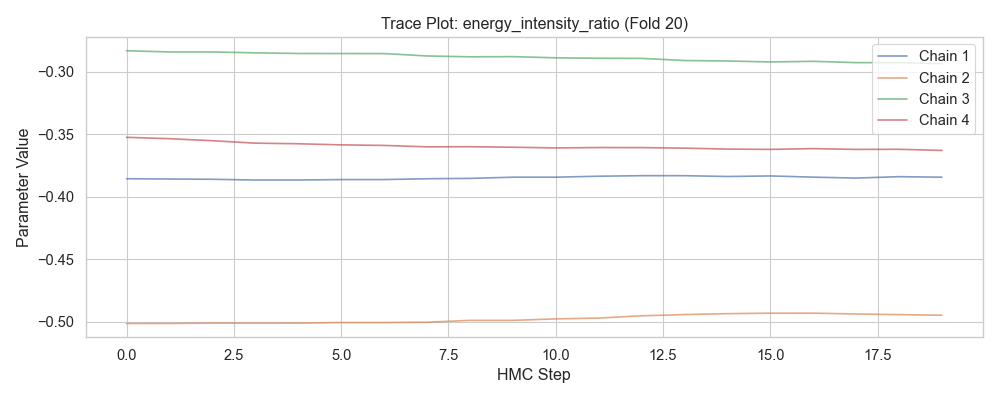 Trace Plot: energy_intensity_ratio (Fold 20)
Parameter Value
−0.30
−0.35
−0.40
−0.45
−0.50
Chain 1
Chain 2
Chain 3
Chain 4
0.0 2.5 5.0 7.5 10.0 12.5 15.0 17.5
HMC Step